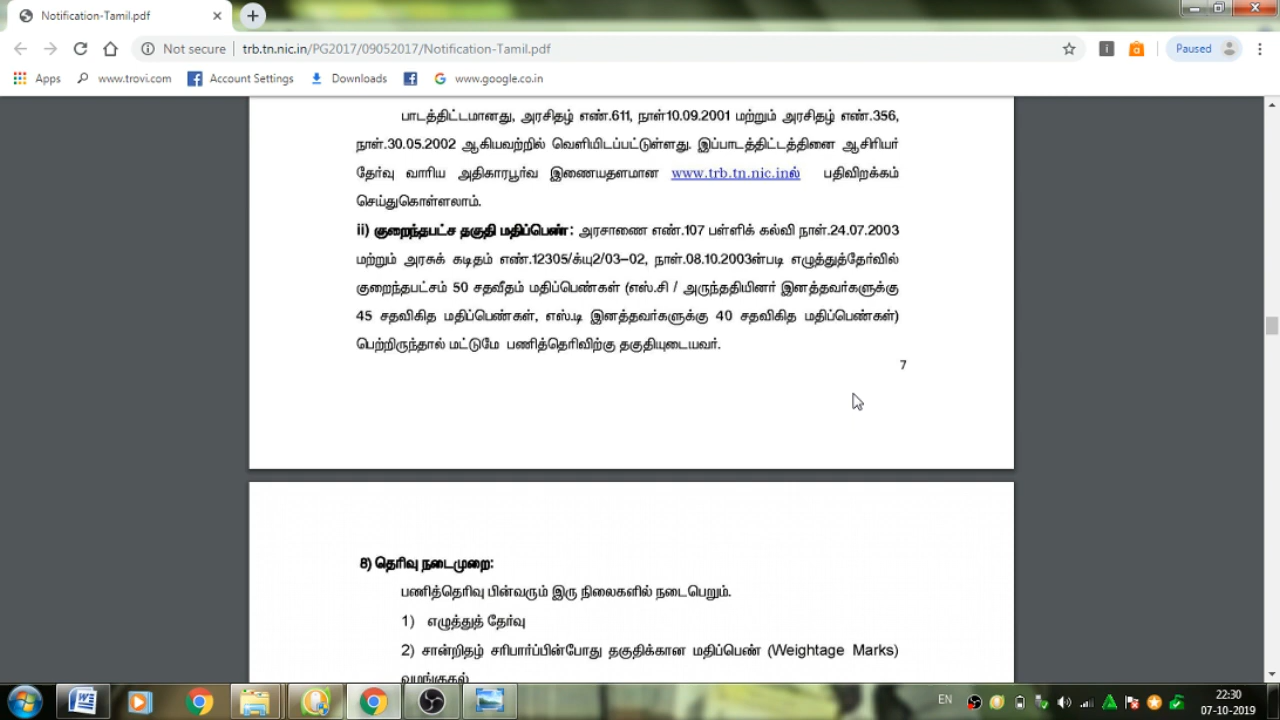 Notification-Tamil.pdf
Not secure | trb.tn.nic.in/PG2017/09052017/Notification-Tamil.pdf
Paused
Apps www.trovi.com Account Settings Downloads www.google.co.in
பாடத்திட்டமானது, அரசிதழ் எண்.611, நாள்10.09.2001 மற்றும் அரசிதழ் எண்.356,
நாள்.30.05.2002 ஆகியவற்றில் வெளியிடப்பட்டுள்ளது. இப்பாடத்திட்டத்தினை ஆசிரியர்
தேர்வு வாரிய அதிகாரபூர்வ இணையதளமான www.trb.tn.nic.inல் பதிவிறக்கம்
செய்துகொள்ளலாம்.
ii) குறைந்தபட்ச தகுதி மதிப்பெண்: அரசாணை எண்.107 பள்ளிக் கல்வி நாள்.24.07.2003
மற்றும் அரசுக் கடிதம் எண்.12305/க்யு2/03–02, நாள்.08.10.2003ன்படி எழுத்துத்தேர்வில்
குறைந்தபட்சம் 50 சதவீதம் மதிப்பெண்கள் (எஸ்.சி / அருந்ததியினர் இனத்தவர்களுக்கு
45 சதவிகித மதிப்பெண்கள், எஸ்.டி இனத்தவர்களுக்கு 40 சதவிகித மதிப்பெண்கள்)
பெற்றிருந்தால் மட்டுமே பணித்தெரிவிற்கு தகுதியுடையவர்.
7
8) தெரிவு நடைமுறை:
பணித்தெரிவு பின்வரும் இரு நிலைகளில் நடைபெறும்.
1) எழுத்துத் தேர்வு
2) சான்றிதழ் சரிபார்ப்பின்போது தகுதிக்கான மதிப்பெண் (Weightage Marks)
வழங்குதல்
EN
22:30
07-10-2019